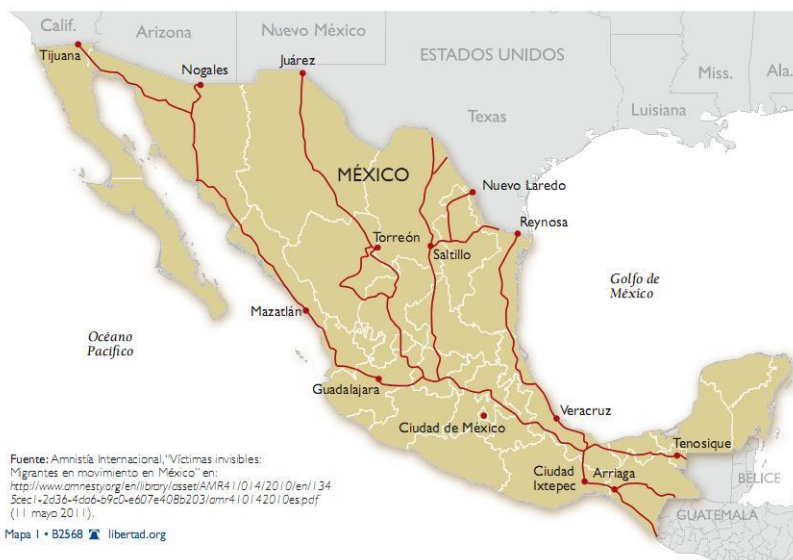 Calif.
Arizona
Nuevo México
ESTADOS UNIDOS
Miss.
Ala.
Tijuana
Nogales
Juárez
Texas
Luisiana
MÉXICO
Nuevo Laredo
Reynosa
Torreón
Saltillo
Golfo de
México
Mazatlán
Océano
Pacífico
Guadalajara
Ciudad de México
Veracruz
Tenosique
Ciudad
Ixtepec
Arriaga
BÉLICE
GUATEMALA
Fuente: Amnistía Internacional, “Víctimas invisibles:
Migrantes en movimiento en México” en:
http://www.amnesty.org/en/library/asset/AMR41/014/2010/en/134
5cec1-2d36-4da6-b9c0-e607e408b203/amr410142010es.pdf
(11 mayo 2011).
Mapa 1 • B2568 libertad.org